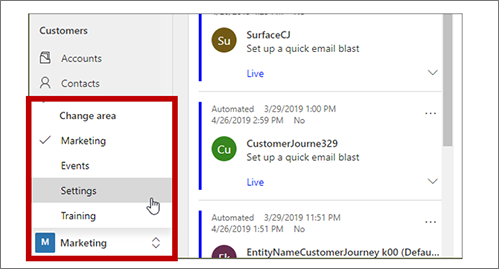 Customers
Accounts
Contacts
Change area
Marketing
Events
Settings
Training
M Marketing
Su
SurfaceCJ
Set up a quick email blast
Live
Automated 3/29/2019 1:00 PM
4/26/2019 2:59 PM No
Cu
CustomerJourne329
Set up a quick email blast
Live
Automated 3/29/2019 11:51 PM
4/26/2019 1:51 PM No
EntityNameCustomerJourney k00 (Defau...